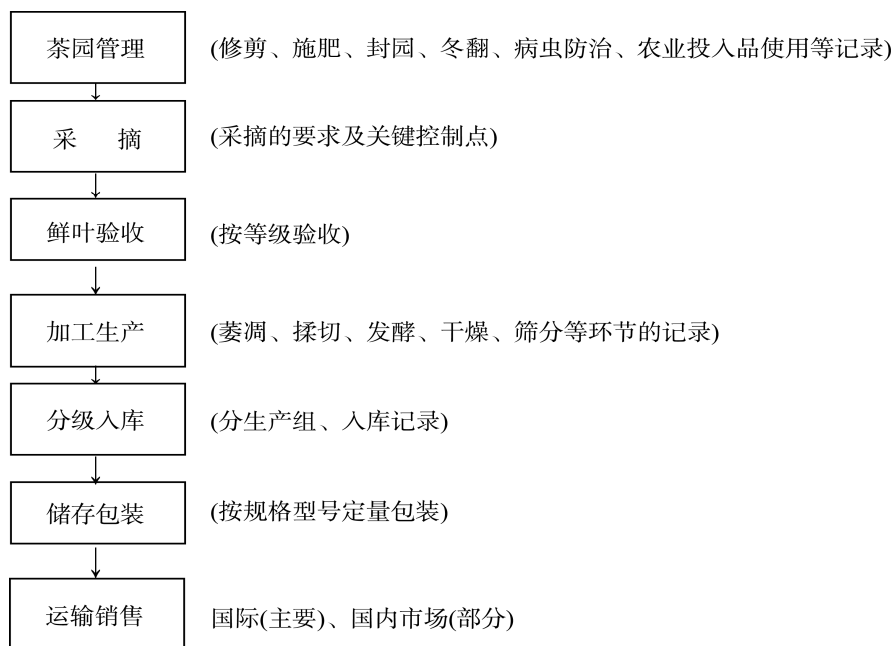 茶园管理 (修剪、施肥、封园、冬翻、病虫防治、农业投入品使用等记录)
采 摘 (采摘的要求及关键控制点)
鲜叶验收 (按等级验收)
加工生产 (萎凋、揉切、发酵、干燥、筛分等环节的记录)
分级入库 (分生产组、入库记录)
储存包装 (按规格型号定量包装)
运输销售 国际(主要)、国内市场(部分)